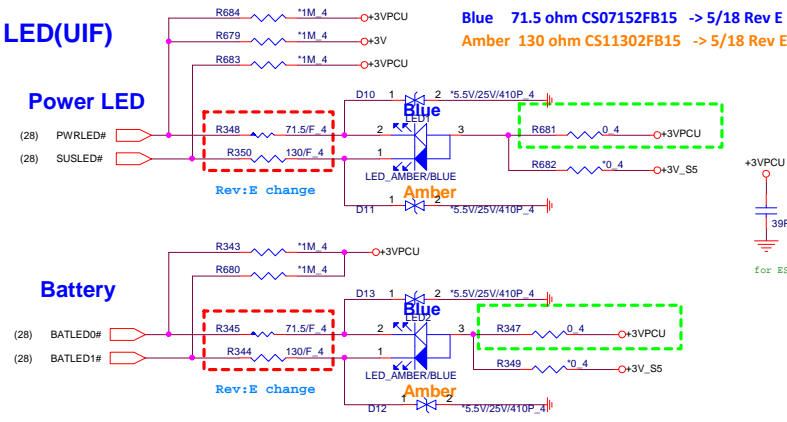 LED(UIF)
Blue 71.5 ohm CS07152FB15 -> 5/18 Rev E
Amber 130 ohm CS11302FB15 -> 5/18 Rev E
R684 *1M_4 +3VPCU
R679 *1M_4 +3V
R683 *1M_4 +3VPCU
Power LED
D10 1 2 *5.5V/25V/410P_4
Blue
LED1
(28) PWRLED# R348 71.5/F_4 2 3 R681 0_4 +3VPCU
(28) SUSLED# R350 130/F_4 1 R682 *0_4 +3V_S5
LED_AMBER/BLUE
Rev:E change
Amber
D11 1 2 *5.5V/25V/410P_4
+3VPCU
39P
for ES
R343 *1M_4 +3VPCU
R680 *1M_4
Battery
D13 1 2 *5.5V/25V/410P_4
Blue
LED2
(28) BATLED0# R345 71.5/F_4 2 3 R347 0_4 +3VPCU
(28) BATLED1# R344 130/F_4 1 R349 *0_4 +3V_S5
LED_AMBER/BLUE
Rev:E change
Amber
D12 1 2 *5.5V/25V/410P_4